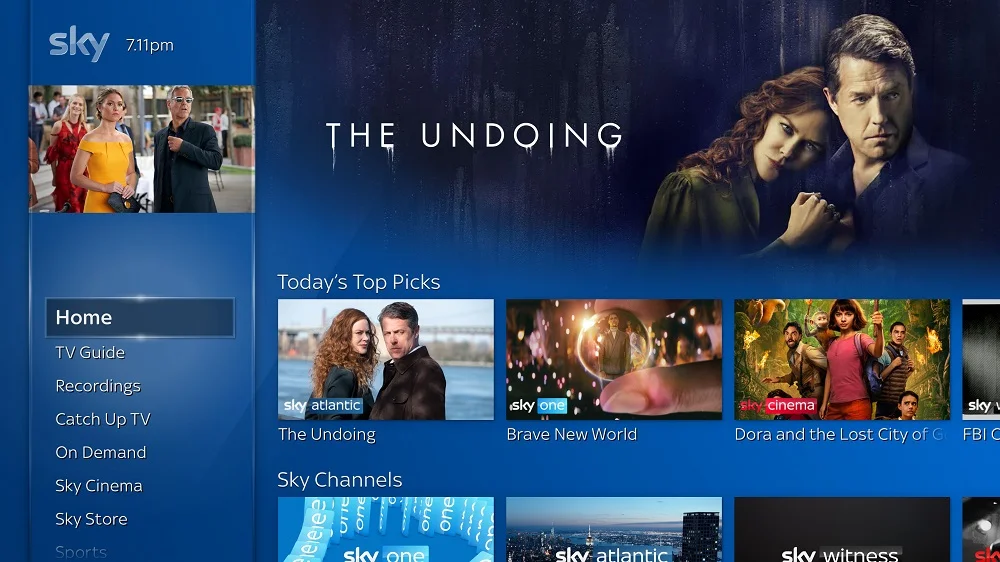 sky 7.11pm
THE UNDOING
Home
TV Guide
Recordings
Catch Up TV
On Demand
Sky Cinema
Sky Store
Sports
Today's Top Picks
sky atlantic
The Undoing
sky one
Brave New World
sky cinema
Dora and the Lost City of G
sky
FBI
Sky Channels
sky one
sky atlantic
sky witness
sky